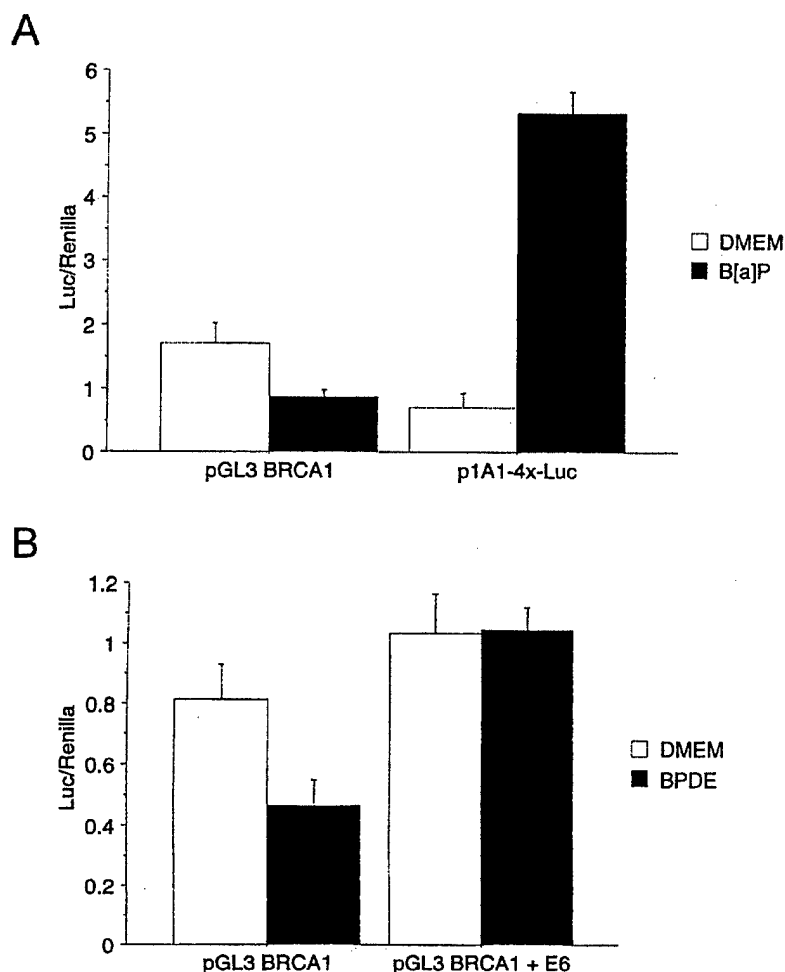 A
6
5
4
3
2
1
0
Luc/Renilla
pGL3 BRCA1
p1A1-4x-Luc
DMEM
B[a]P
B
1.2
1
0.8
0.6
0.4
0.2
0
Luc/Renilla
pGL3 BRCA1
pGL3 BRCA1 + E6
DMEM
BPDE